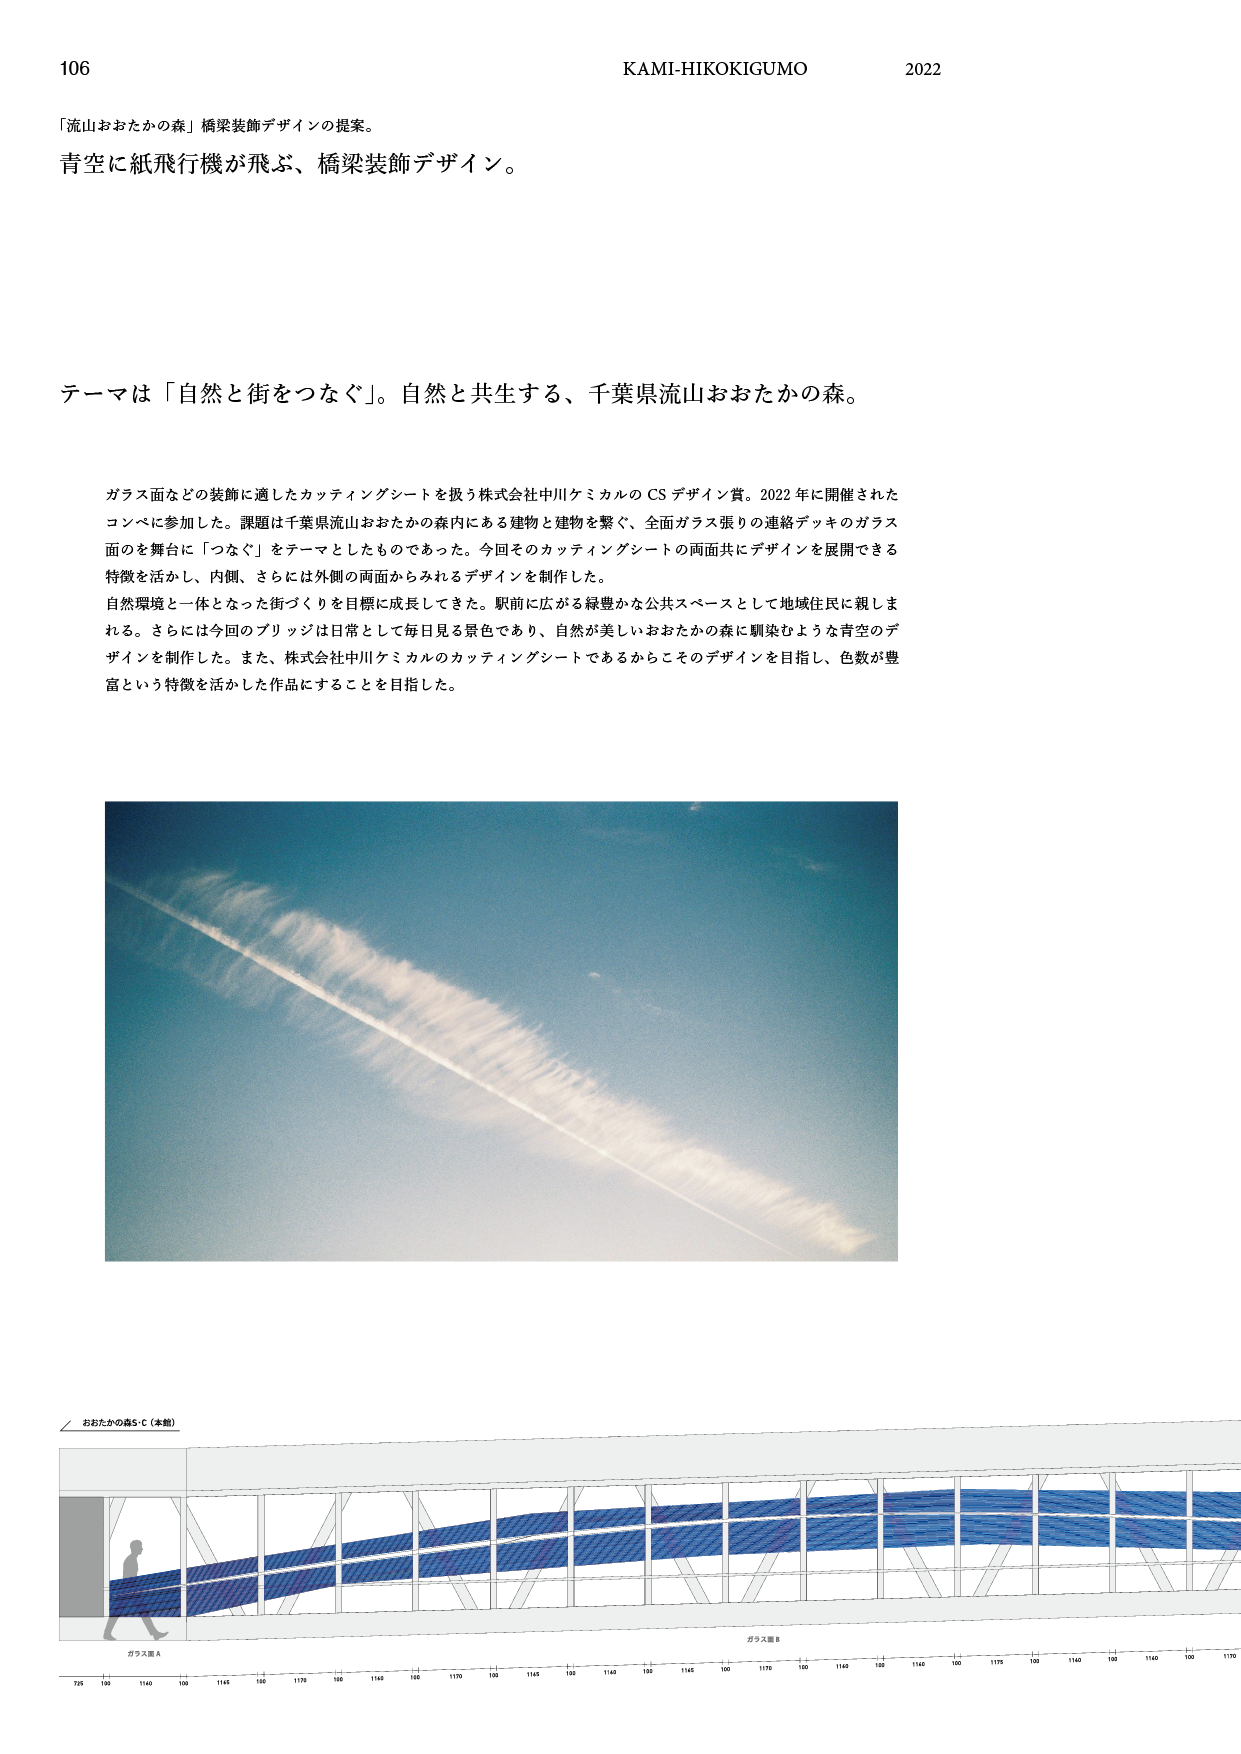 106
KAMI-HIKOKIGUMO
2022
「流山おおたかの森」橋梁装飾デザインの提案。
青空に紙飛行機が飛ぶ、橋梁装飾デザイン。
テーマは「自然と街をつなぐ」。自然と共生する、千葉県流山おおたかの森。
ガラス面などの装飾に適したカッティングシートを扱う株式会社中川ケミカルの CS デザイン賞。2022 年に開催された
コンペに参加した。課題は千葉県流山おおたかの森内にある建物と建物を繋ぐ、全面ガラス張りの連絡デッキのガラス
面のを舞台に「つなぐ」をテーマとしたものであった。今回そのカッティングシートの両面共にデザインを展開できる
特徴を活かし、内側、さらには外側の両面からみれるデザインを制作した。
自然環境と一体となった街づくりを目標に成長してきた。駅前に広がる緑豊かな公共スペースとして地域住民に親しま
れる。さらには今回のブリッジは日常として毎日見る景色であり、自然が美しいおおたかの森に馴染むような青空のデ
ザインを制作した。また、株式会社中川ケミカルのカッティングシートであるからこそのデザインを目指し、色数が豊
富という特徴を活かした作品にすることを目指した。
おおたかの森S･C（本館）
ガラス面 A
ガラス面 B
725 100 1140 100 1165 100 1170 100 1160 100 1170 100 1165 100 1140 100 1165 100 1170 100 1160 100 1160 100 1175 100 1160 100 1160 100 1170